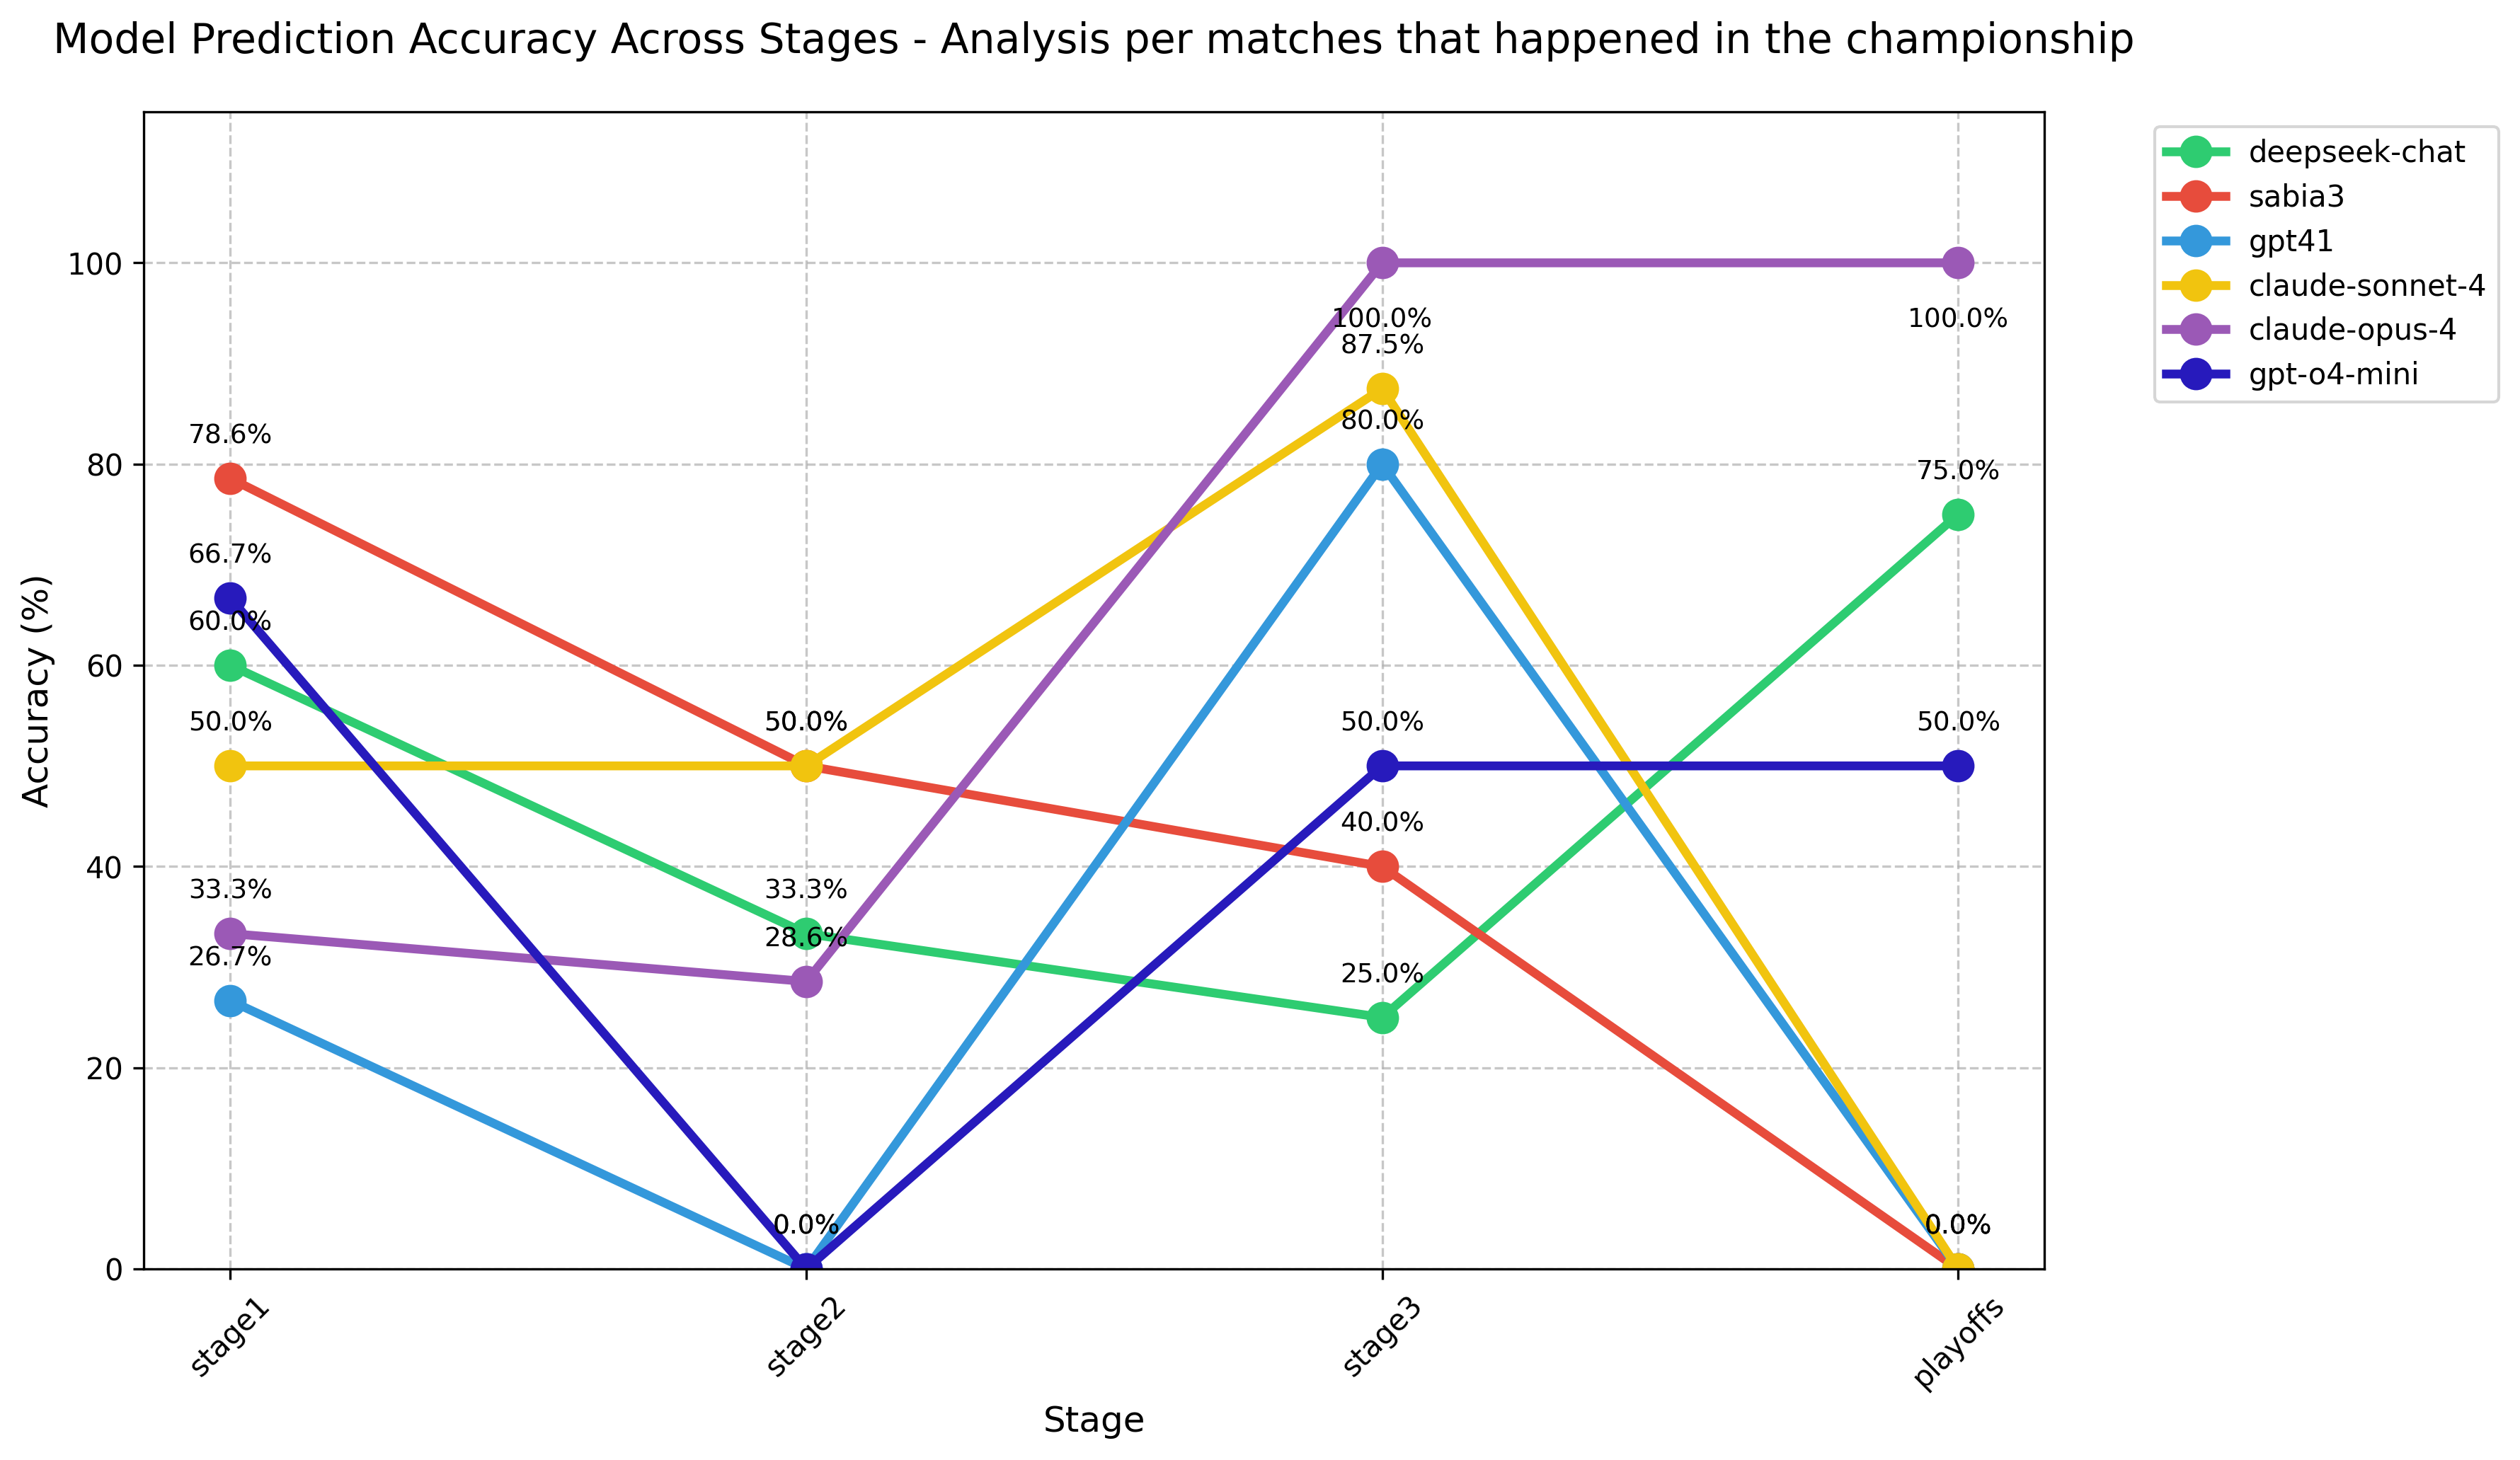 Model Prediction Accuracy Across Stages - Analysis per matches that happened in the championship
deepseek-chat
sabia3
gpt41
claude-sonnet-4
claude-opus-4
gpt-o4-mini
Accuracy (%)
100
80
60
40
20
0
78.6%
66.7%
60.0%
50.0%
33.3%
26.7%
50.0%
33.3%
28.6%
0.0%
100.0%
87.5%
80.0%
50.0%
40.0%
25.0%
100.0%
75.0%
50.0%
0.0%
stage1
stage2
stage3
playoffs
Stage